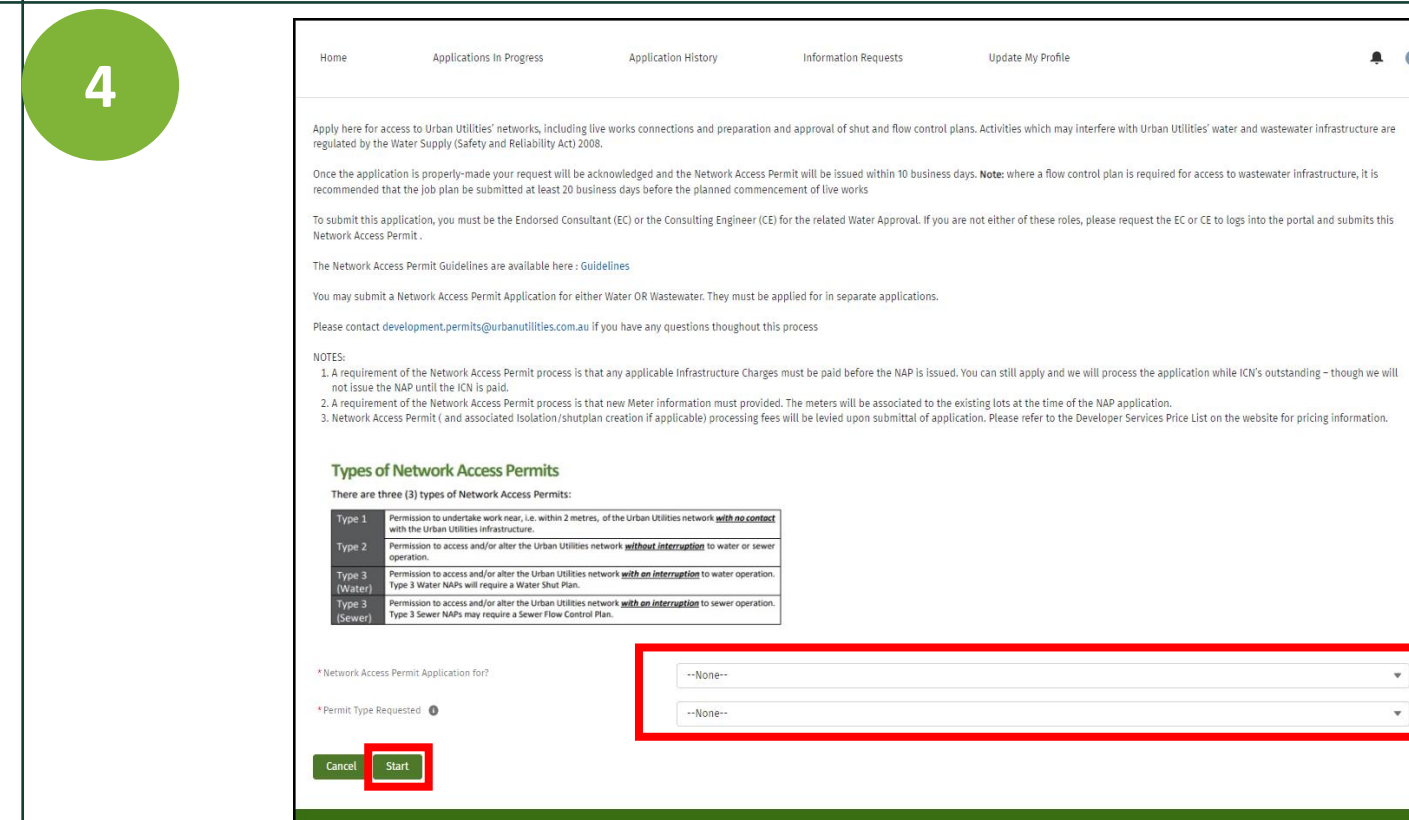 4
Home Applications In Progress Application History Information Requests Update My Profile
Apply here for access to Urban Utilities' networks, including live works connections and preparation and approval of shut and flow control plans. Activities which may interfere with Urban Utilities' water and wastewater infrastructure are
regulated by the Water Supply (Safety and Reliability Act) 2008.
Once the application is properly-made your request will be acknowledged and the Network Access Permit will be issued within 10 business days. Note: where a flow control plan is required for access to wastewater infrastructure, it is
recommended that the job plan be submitted at least 20 business days before the planned commencement of live works
To submit this application, you must be the Endorsed Consultant (EC) or the Consulting Engineer (CE) for the related Water Approval. If you are not either of these roles, please request the EC or CE to logs into the portal and submits this
Network Access Permit .
The Network Access Permit Guidelines are available here : Guidelines
You may submit a Network Access Permit Application for either Water OR Wastewater. They must be applied for in separate applications.
Please contact development.permits@urbanutilities.com.au if you have any questions thoughout this process
NOTES:
1. A requirement of the Network Access Permit process is that any applicable Infrastructure Charges must be paid before the NAP is issued. You can still apply and we will process the application while ICN's outstanding – though we will
not issue the NAP until the ICN is paid.
2. A requirement of the Network Access Permit process is that new Meter information must provided. The meters will be associated to the existing lots at the time of the NAP application.
3. Network Access Permit ( and associated Isolation/shutplan creation if applicable) processing fees will be levied upon submittal of application. Please refer to the Developer Services Price List on the website for pricing information.
Types of Network Access Permits
There are three (3) types of Network Access Permits:
Type 1 Permission to undertake work near, i.e. within 2 metres, of the Urban Utilities network with no contact
with the Urban Utilities infrastructure.
Type 2 Permission to access and/or alter the Urban Utilities network without interruption to water or sewer
operation.
Type 3 Permission to access and/or alter the Urban Utilities network with an interruption to water operation.
(Water) Type 3 Water NAPs will require a Water Shut Plan.
Type 3 Permission to access and/or alter the Urban Utilities network with an interruption to sewer operation.
(Sewer) Type 3 Sewer NAPs may require a Sewer Flow Control Plan.
* Network Access Permit Application for? --None--
* Permit Type Requested --None--
Cancel Start